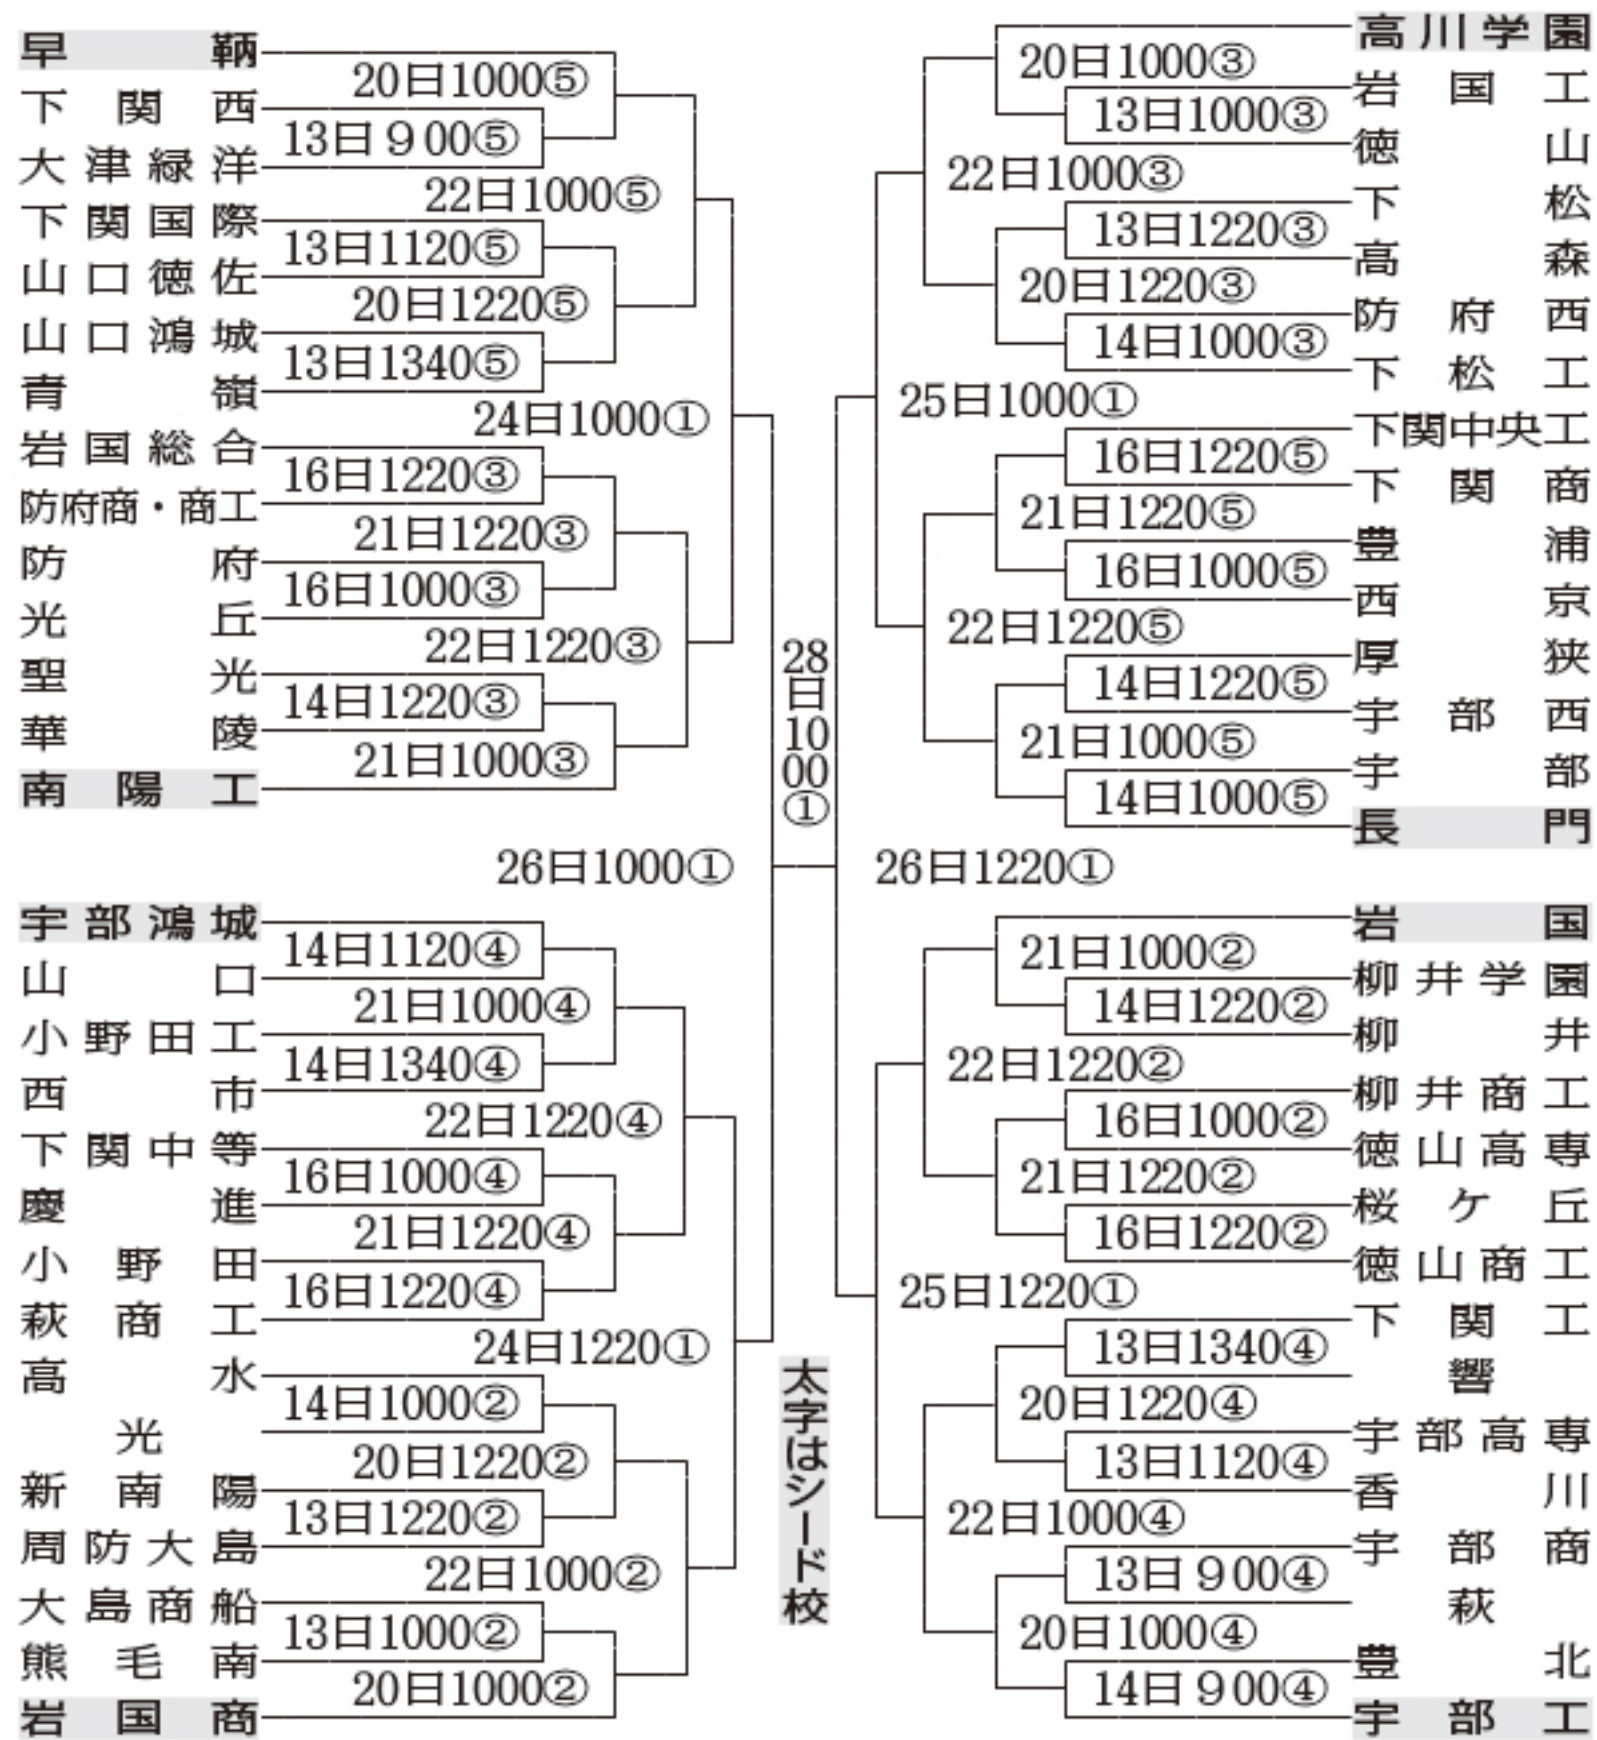 早鞆
20日1000⑤
下関西
13日900⑤
大津緑洋
22日1000⑤
下関国際
13日1120⑤
山口徳佐
20日1220⑤
山口鴻城
13日1340⑤
青嶺
24日1000①
岩国総合
16日1220③
防府商・商工
21日1220③
防府
16日1000③
光丘
22日1220③
聖光
14日1220③
華陵
21日1000③
南陽工
26日1000①
宇部鴻城
14日1120④
山口
21日1000④
小野田工
14日1340④
西市
22日1220④
下関中等
16日1000④
慶進
21日1220④
小野田
16日1220④
萩商工
24日1220①
高水
14日1000②
光
20日1220②
新南陽
13日1220②
周防大島
22日1000②
大島商船
13日1000②
熊毛南
20日1000②
岩国商
28日1000①
太字はシード校
高川学園
20日1000③
岩国工
13日1000③
徳山
22日1000③
下松
13日1220③
高森
20日1220③
防府西
14日1000③
下松工
25日1000①
下関中央工
16日1220⑤
下関商
21日1220⑤
豊浦
16日1000⑤
西京
22日1220⑤
厚狭
14日1220⑤
宇部西
21日1000⑤
宇部
14日1000⑤
長門
26日1220①
岩国
21日1000②
柳井学園
14日1220②
柳井
22日1220②
柳井商工
16日1000②
徳山高専
21日1220②
桜ケ丘
16日1220②
徳山商工
25日1220①
下関工
13日1340④
響
20日1220④
宇部高専
13日1120④
香川
22日1000④
宇部商
13日900④
萩
20日1000④
豊北
14日900④
宇部工